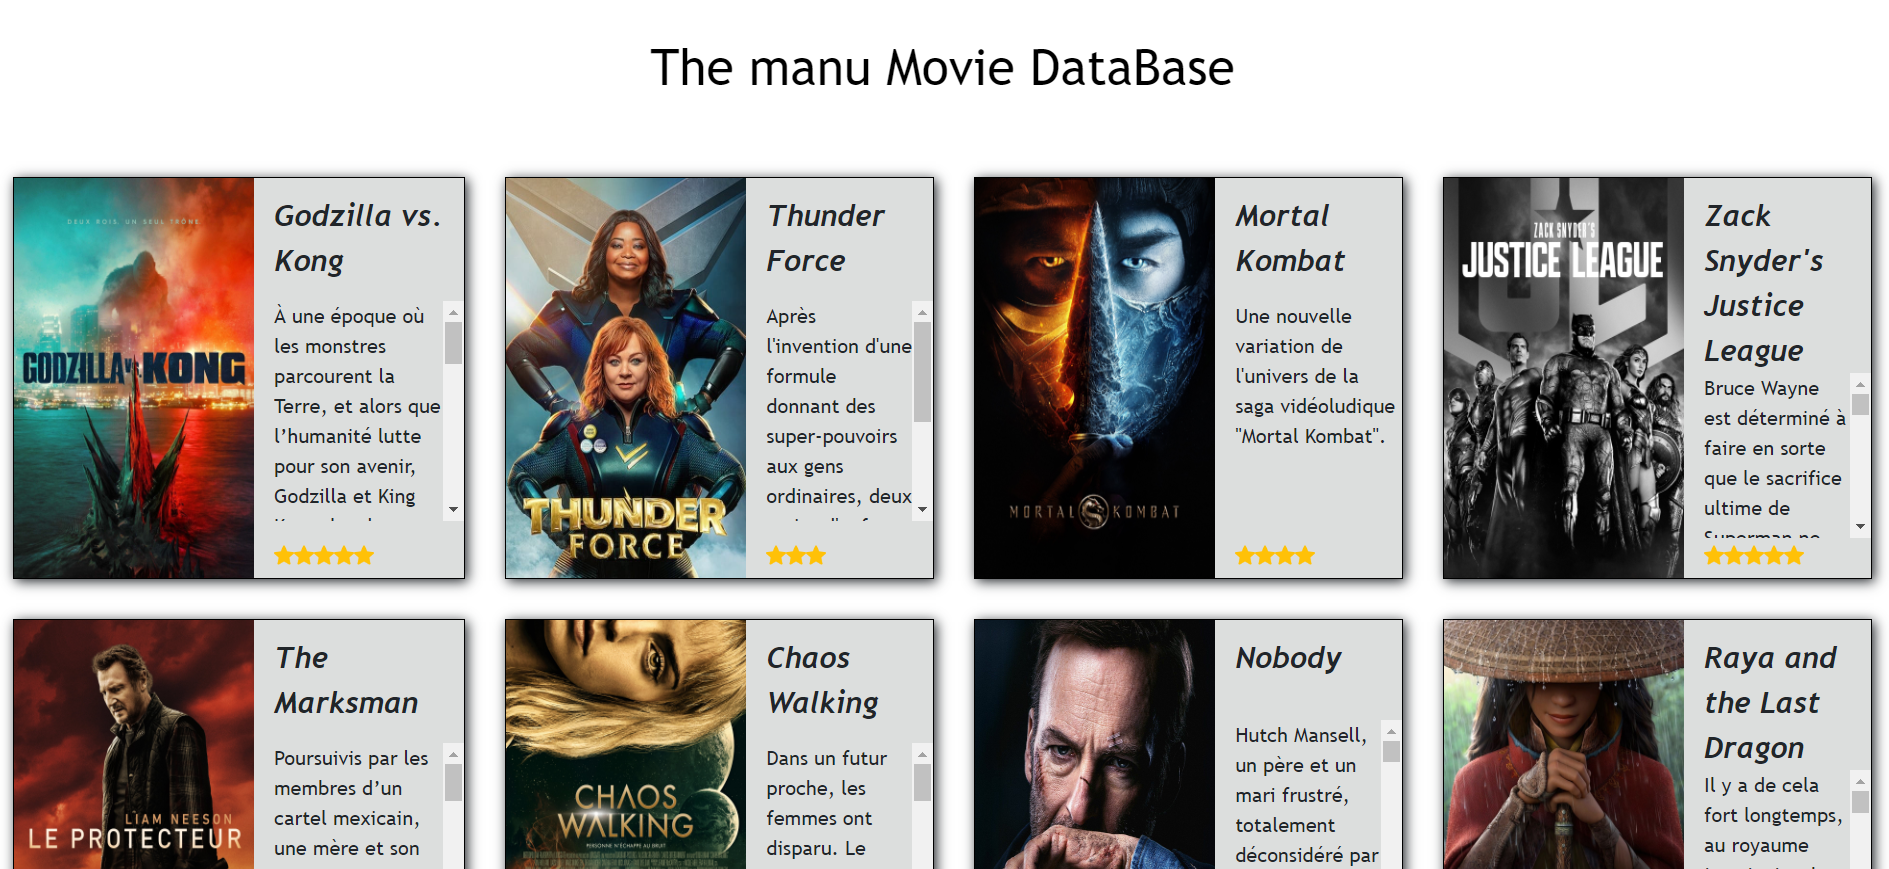 The manu Movie DataBase
DEUX ROIS. UN SEUL TRÔNE.
GODZILLA vs. KONG
Godzilla vs.
Kong
À une époque où
les monstres
parcourent la
Terre, et alors que
l’humanité lutte
pour son avenir,
Godzilla et King
THUNDER
FORCE
Thunder
Force
Après
l'invention d'une
formule
donnant des
super-pouvoirs
aux gens
ordinaires, deux
MORTAL KOMBAT
Mortal
Kombat
Une nouvelle
variation de
l'univers de la
saga vidéoludique
"Mortal Kombat".
ZACK SNYDER'S
JUSTICE LEAGUE
Zack
Snyder's
Justice
League
Bruce Wayne
est déterminé à
faire en sorte
que le sacrifice
ultime de
Superman ne
LIAM NEESON
LE PROTECTEUR
The
Marksman
Poursuivis par les
membres d’un
cartel mexicain,
une mère et son
CHAOS
WALKING
PERSONNE N'ÉCHAPPE AU BRUIT
Chaos
Walking
Dans un futur
proche, les
femmes ont
disparu. Le
Nobody
Hutch Mansell,
un père et un
mari frustré,
totalement
déconsidéré par
Raya and
the Last
Dragon
Il y a de cela
fort longtemps,
au royaume